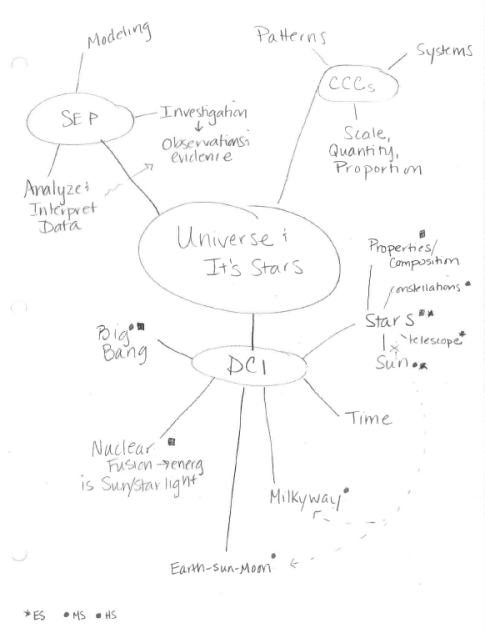 Modeling
SEP
Investigation
↓
Observations &
evidence
Analyze &
Interpret
Data
Patterns
Systems
CCCs
Scale,
Quantity,
Proportion
Universe &
It's Stars
Properties/
Composition
constellations
Stars
telescope
Sun
Big
Bang
DCI
Time
Nuclear
Fusion → energ
is Sun/star light
Milkyway
Earth-Sun-Moon
*ES •MS ■HS